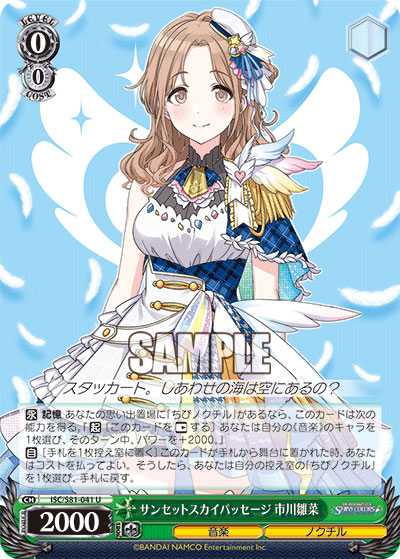 LEVEL
0
0
COST
SAMPLE
スタッカート。しあわせの海は空にあるの？
永 記憶 あなたの思い出置場に「ちびノクチル」があるなら、このカードは次の
能力を得る。『起［このカードをする］ あなたは自分の《音楽》のキャラを
1枚選び、そのターン中、パワーを＋2000。』
自［手札を1枚控え室に置く］ このカードが手札から舞台に置かれた時、あな
たはコストを払ってよい。そうしたら、あなたは自分の控え室の「ちびノクチル」
を1枚選び、手札に戻す。
CH ISC/S81-041 U
2000
サンセットスカイパッセージ 市川雛菜
THE IDOLM@STER SHINY COLORS
音楽
ノクチル
©BANDAI NAMCO Entertainment Inc.